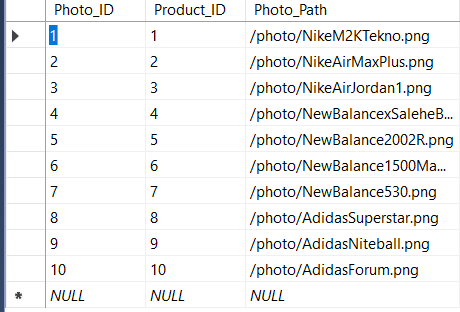 Photo_ID Product_ID Photo_Path
1 1 /photo/NikeM2KTekno.png
2 2 /photo/NikeAirMaxPlus.png
3 3 /photo/NikeAirJordan1.png
4 4 /photo/NewBalancexSaleheB...
5 5 /photo/NewBalance2002R.png
6 6 /photo/NewBalance1500Ma...
7 7 /photo/NewBalance530.png
8 8 /photo/AdidasSuperstar.png
9 9 /photo/AdidasNiteball.png
10 10 /photo/AdidasForum.png
* NULL NULL NULL